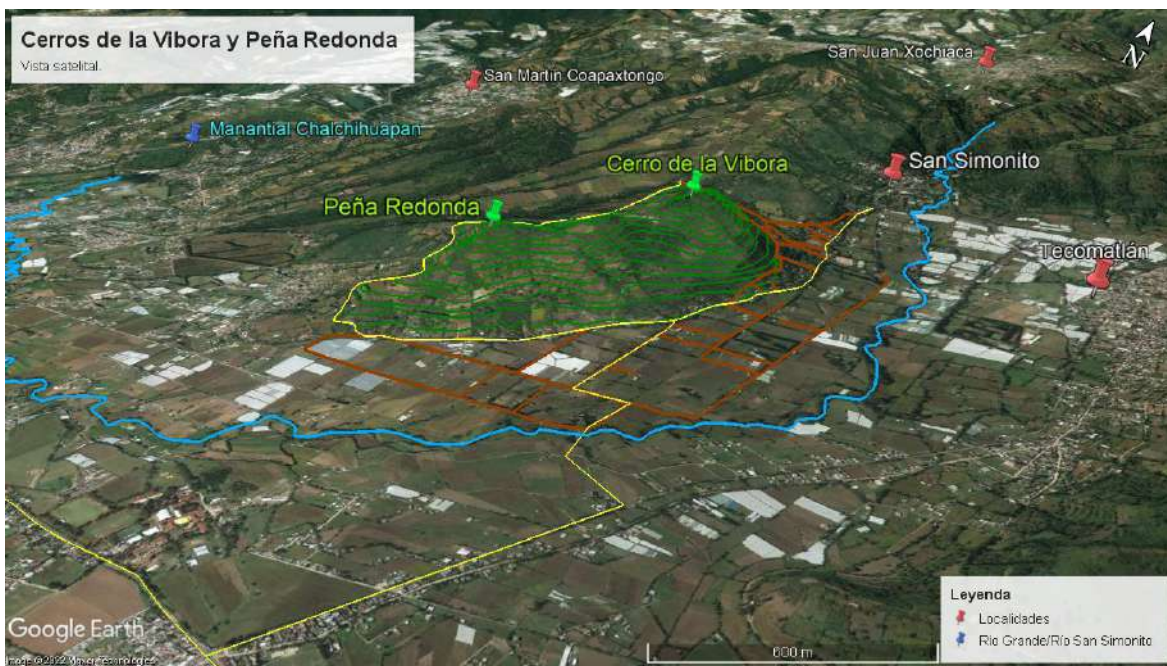 Cerros de la Vibora y Peña Redonda
Vista satelital.
N
San Juan Xochiaca
San Martin Coapaxtongo
Manantial Chalchihuapan
Cerro de la Vibora
San Simonito
Peña Redonda
Tecomatlán
Leyenda
Localidades
Rio Grande/Río San Simonito
Google Earth
600 m